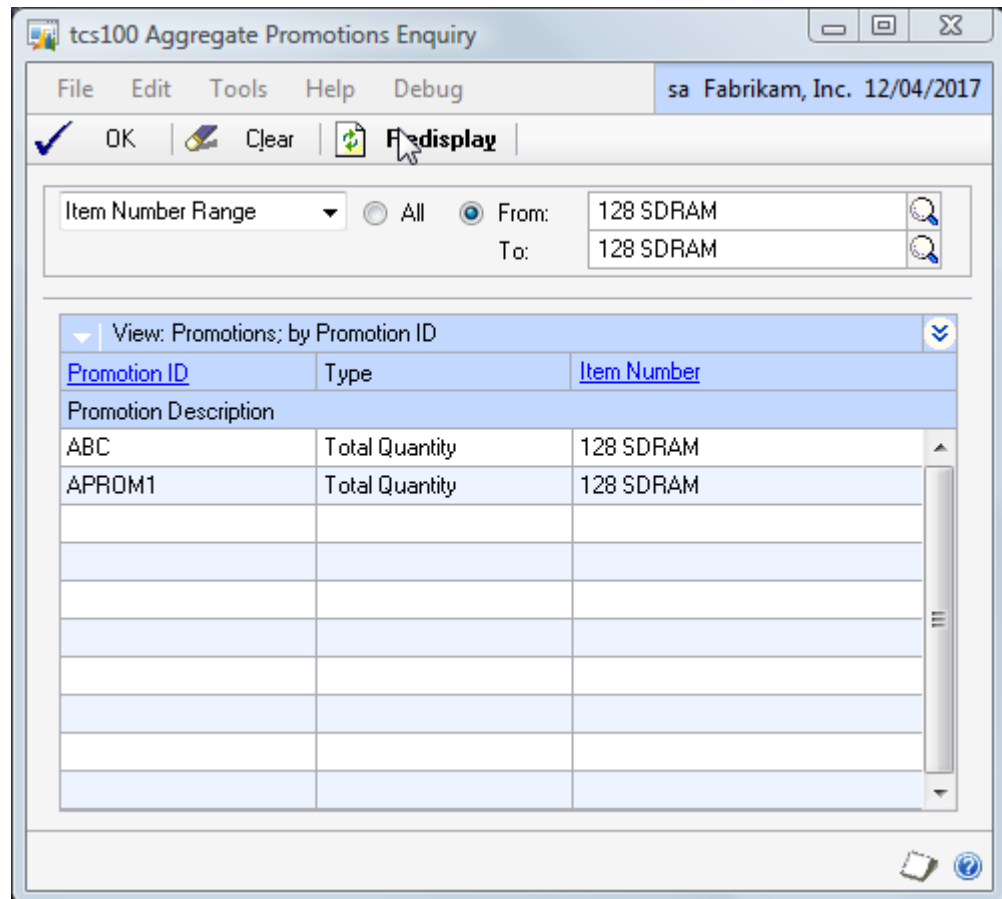 tcs100 Aggregate Promotions Enquiry
File Edit Tools Help Debug sa Fabrikam, Inc. 12/04/2017
OK Clear Redisplay
Item Number Range All From: 128 SDRAM
To: 128 SDRAM
View: Promotions; by Promotion ID
Promotion ID Type Item Number
Promotion Description
ABC Total Quantity 128 SDRAM
APROM1 Total Quantity 128 SDRAM